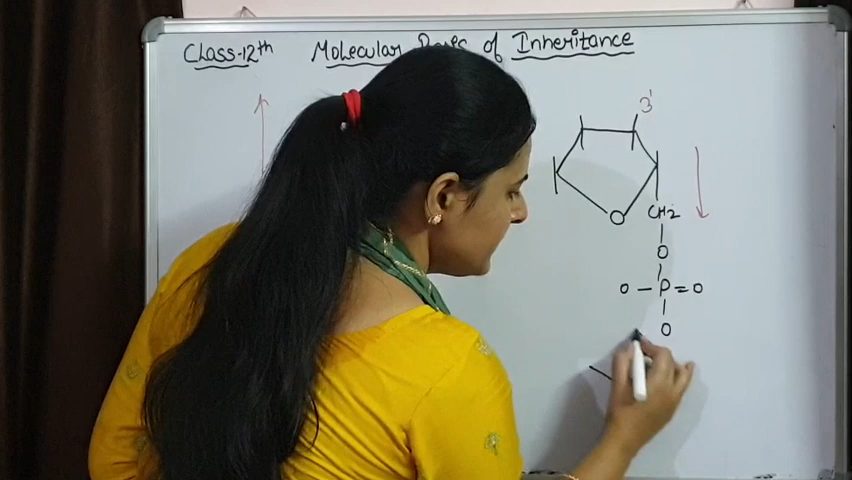 Class-12th Molecular of Inheritance
3'
O
CH2
O
O - P = O
O